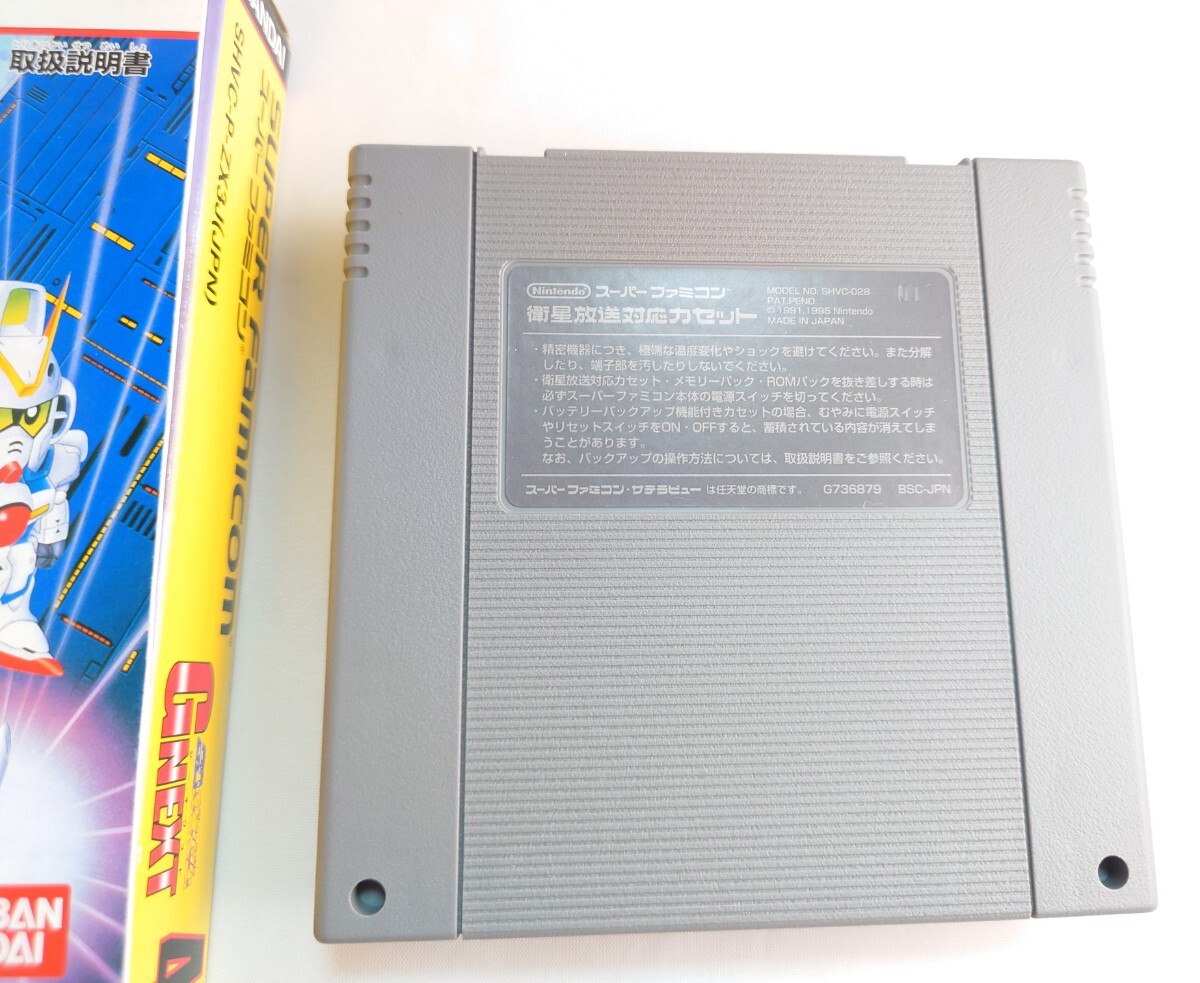 取扱説明書
BANDAI
SHVC-P-ZX3J(JPN)
SUPER Famicom
スーパーファミコン®
GNEXT
BAN
DAI
Nintendo スーパーファミコン
衛星放送対応カセット
MODEL NO. SHVC-028
PAT.PEND.
© 1991,1995 Nintendo
MADE IN JAPAN
・精密機器につき、極端な温度変化やショックを避けてください。また分解
したり、端子部を汚したりしないでください。
・衛星放送対応カセット・メモリーパック・ROMパックを抜き差しする時は
必ずスーパーファミコン本体の電源スイッチを切ってください。
・バッテリーバックアップ機能付きカセットの場合、むやみに電源スイッチ
やリセットスイッチをON・OFFすると、蓄積されている内容が消えてしま
うことがあります。
なお、バックアップの操作方法については、取扱説明書をご参照ください。
スーパーファミコン・サテラビューは任天堂の商標です。 G736879 BSC-JPN